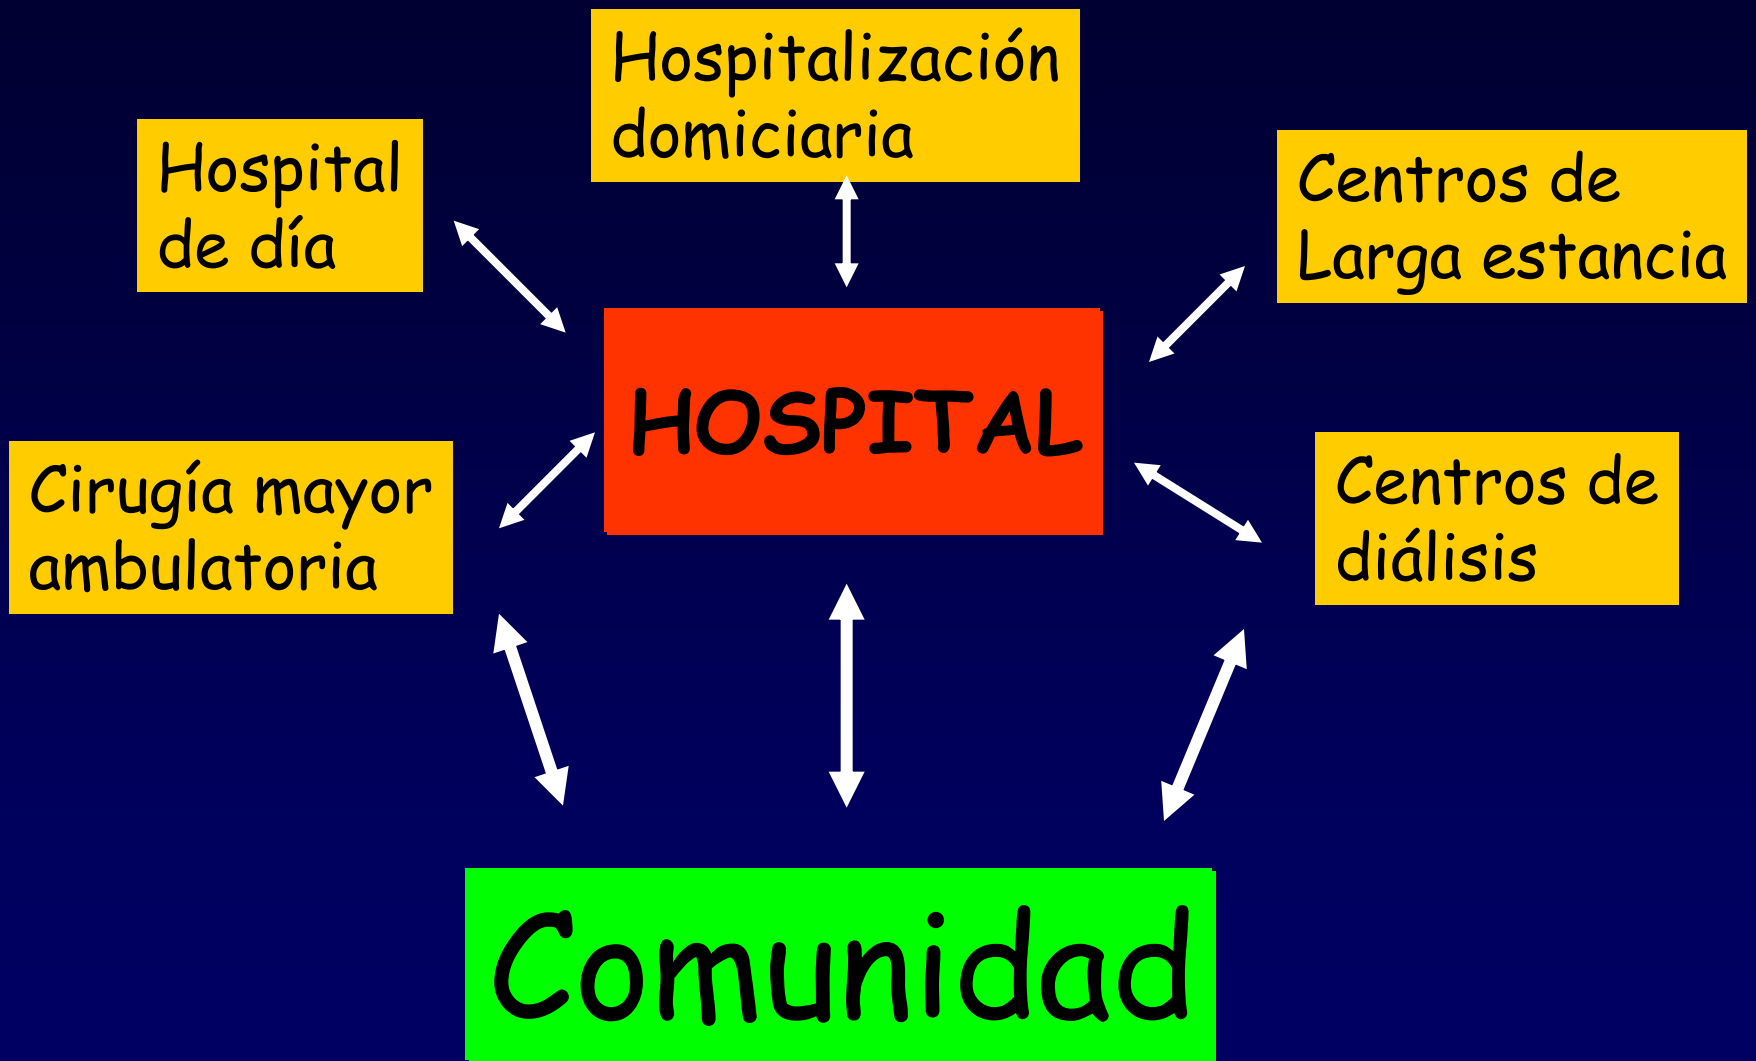 Hospitalización
domiciaria
Hospital
de día
Centros de
Larga estancia
HOSPITAL
Cirugía mayor
ambulatoria
Centros de
diálisis
Comunidad